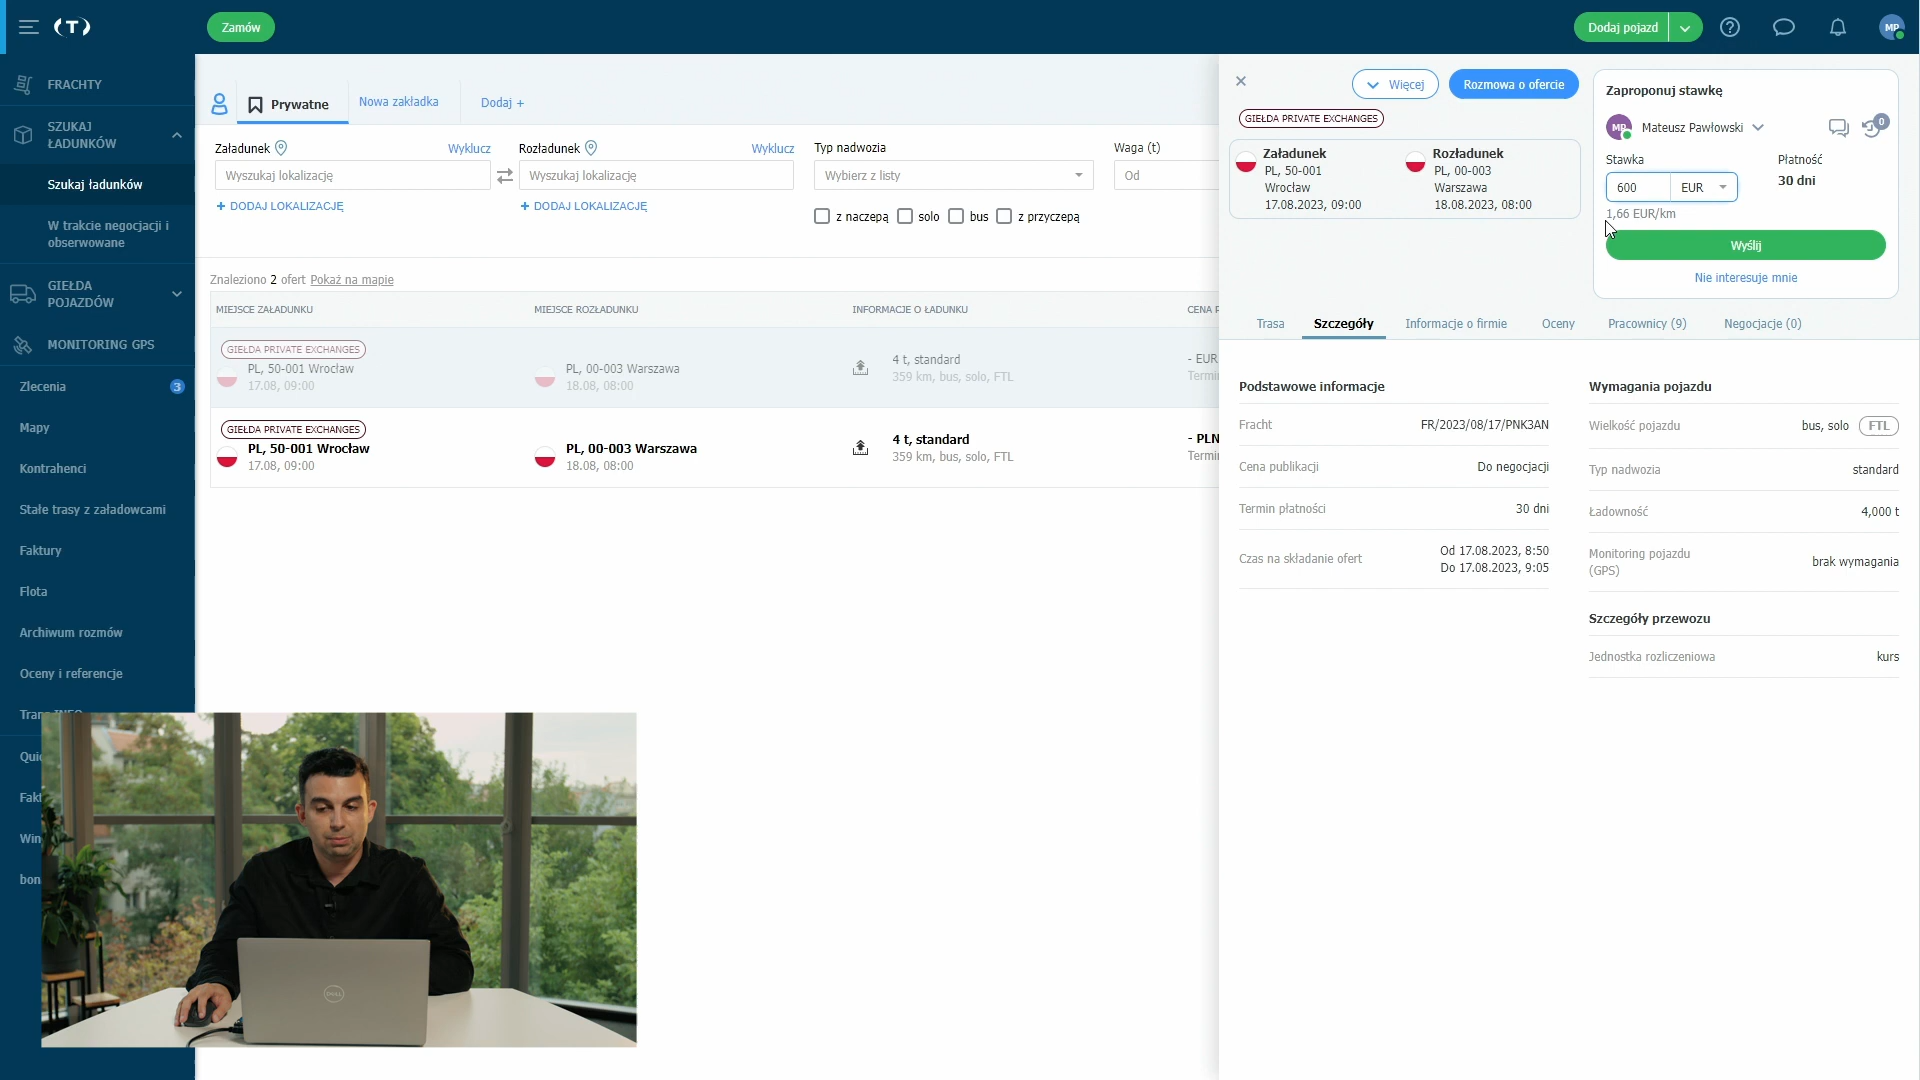 (T)
Zamów
Dodaj pojazd
MP
FRACHTY
SZUKAJ
ŁADUNKÓW
Szukaj ładunków
W trakcie negocjacji i
obserwowane
GIEŁDA
POJAZDÓW
MONITORING GPS
Zlecenia 3
Mapy
Kontrahenci
Stałe trasy z załadowcami
Faktury
Flota
Archiwum rozmów
Oceny i referencje
Prywatne
Nowa zakładka
Dodaj +
Załadunek
Wyklucz
Wyszukaj lokalizację
+ DODAJ LOKALIZACJĘ
Rozładunek
Wyklucz
Wyszukaj lokalizację
+ DODAJ LOKALIZACJĘ
Typ nadwozia
Wybierz z listy
z naczepą solo bus z przyczepą
Waga (t)
Od
Znaleziono 2 ofert Pokaż na mapie
MIEJSCE ZAŁADUNKU MIEJSCE ROZŁADUNKU INFORMACJE O ŁADUNKU CENA
GIEŁDA PRIVATE EXCHANGES
PL, 50-001 Wrocław
17.08, 09:00
PL, 00-003 Warszawa
18.08, 08:00
4 t, standard
359 km, bus, solo, FTL
- EUR
Termin
GIEŁDA PRIVATE EXCHANGES
PL, 50-001 Wrocław
17.08, 09:00
PL, 00-003 Warszawa
18.08, 08:00
4 t, standard
359 km, bus, solo, FTL
- PLN
Termin
Więcej
Rozmowa o ofercie
GIEŁDA PRIVATE EXCHANGES
Załadunek
PL, 50-001
Wrocław
17.08.2023, 09:00
Rozładunek
PL, 00-003
Warszawa
18.08.2023, 08:00
Zaproponuj stawkę
MP Mateusz Pawłowski
0
Stawka
600 EUR
1,66 EUR/km
Płatność
30 dni
Wyślij
Nie interesuje mnie
Trasa Szczegóły Informacje o firmie Oceny Pracownicy (9) Negocjacje (0)
Podstawowe informacje
Fracht FR/2023/08/17/PNK3AN
Cena publikacji Do negocjacji
Termin płatności 30 dni
Czas na składanie ofert
Od 17.08.2023, 8:50
Do 17.08.2023, 9:05
Wymagania pojazdu
Wielkość pojazdu bus, solo FTL
Typ nadwozia standard
Ładowność 4,000 t
Monitoring pojazdu
(GPS)
brak wymagania
Szczegóły przewozu
Jednostka rozliczeniowa kurs
DELL